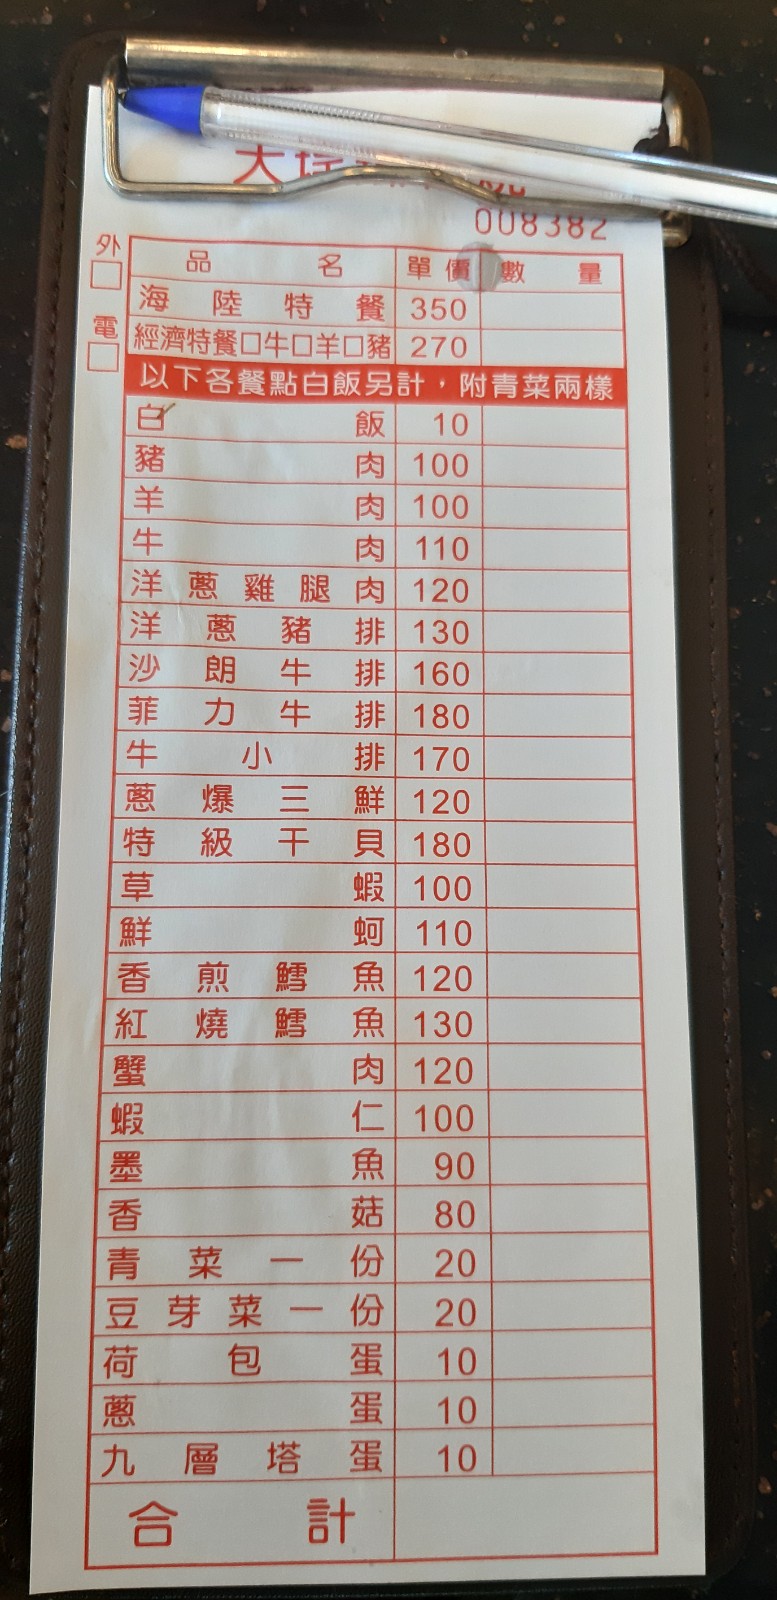 008382
外
電
品名 單價 數量
海陸特餐 350
經濟特餐□牛□羊□豬 270
以下各餐點白飯另計，附青菜兩樣
白飯 10
豬肉 100
羊肉 100
牛肉 110
洋蔥雞腿肉 120
洋蔥豬排 130
沙朗牛排 160
菲力牛排 180
牛小排 170
蔥爆三鮮 120
特級干貝 180
草蝦 100
鮮蚵 110
香煎鱈魚 120
紅燒鱈魚 130
蟹肉 120
蝦仁 100
墨魚 90
香菇 80
青菜一份 20
豆芽菜一份 20
荷包蛋 10
蔥蛋 10
九層塔蛋 10
合計